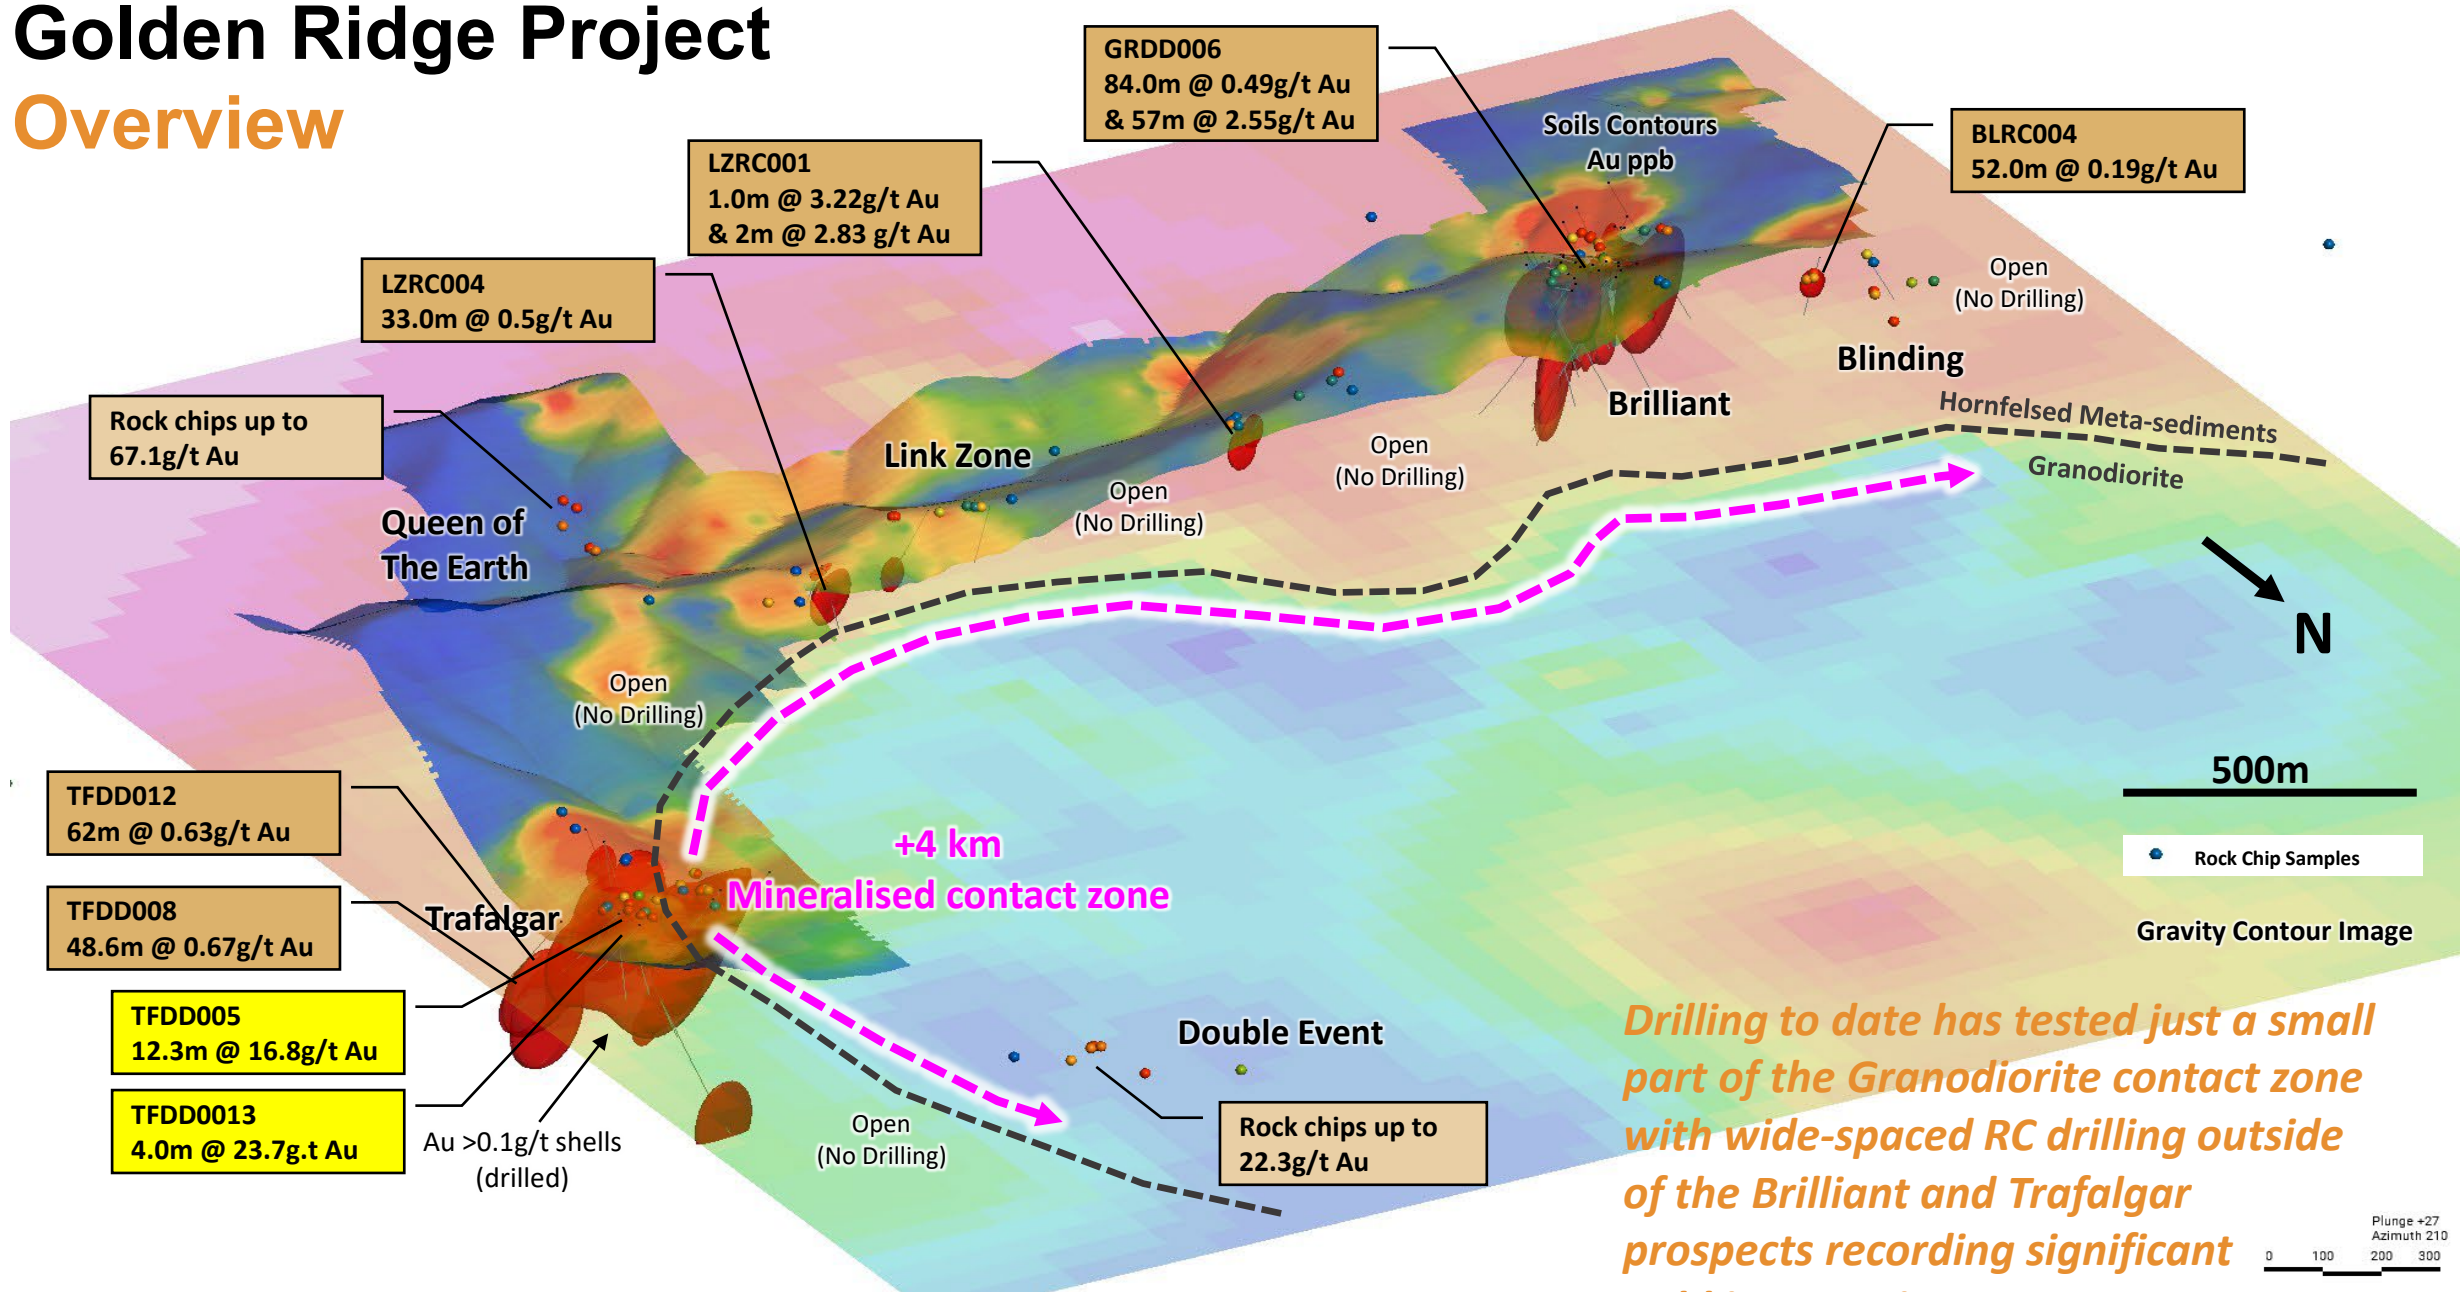 Golden Ridge Project
Overview
GRDD006
84.0m @ 0.49g/t Au
& 57m @ 2.55g/t Au
Soils Contours
Au ppb
BLRC004
52.0m @ 0.19g/t Au
LZRC001
1.0m @ 3.22g/t Au
& 2m @ 2.83 g/t Au
LZRC004
33.0m @ 0.5g/t Au
Open
(No Drilling)
Blinding
Brilliant
Hornfelsed Meta-sediments
Granodiorite
Rock chips up to
67.1g/t Au
Link Zone
Open
(No Drilling)
Open
(No Drilling)
Queen of
The Earth
N
Open
(No Drilling)
500m
Rock Chip Samples
Gravity Contour Image
TFDD012
62m @ 0.63g/t Au
+4 km
Mineralised contact zone
TFDD008
48.6m @ 0.67g/t Au
Trafalgar
TFDD005
12.3m @ 16.8g/t Au
TFDD0013
4.0m @ 23.7g.t Au
Au >0.1g/t shells
(drilled)
Double Event
Open
(No Drilling)
Rock chips up to
22.3g/t Au
Drilling to date has tested just a small
part of the Granodiorite contact zone
with wide-spaced RC drilling outside
of the Brilliant and Trafalgar
prospects recording significant
Plunge +27
Azimuth 210
0 100 200 300